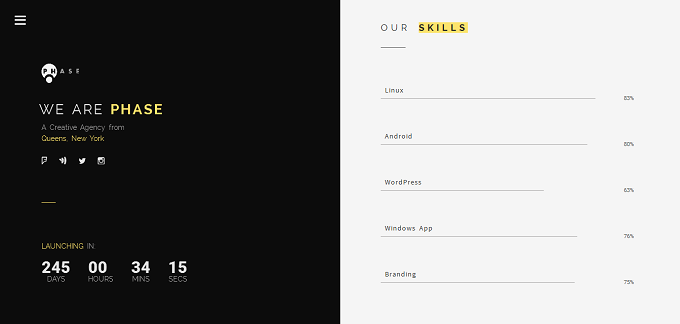 PHASE
WE ARE PHASE
A Creative Agency from
Queens, New York
LAUNCHING IN:
245 00 34 15
DAYS HOURS MINS SECS
OUR SKILLS
Linux
83%
Android
80%
WordPress
63%
Windows App
76%
Branding
75%